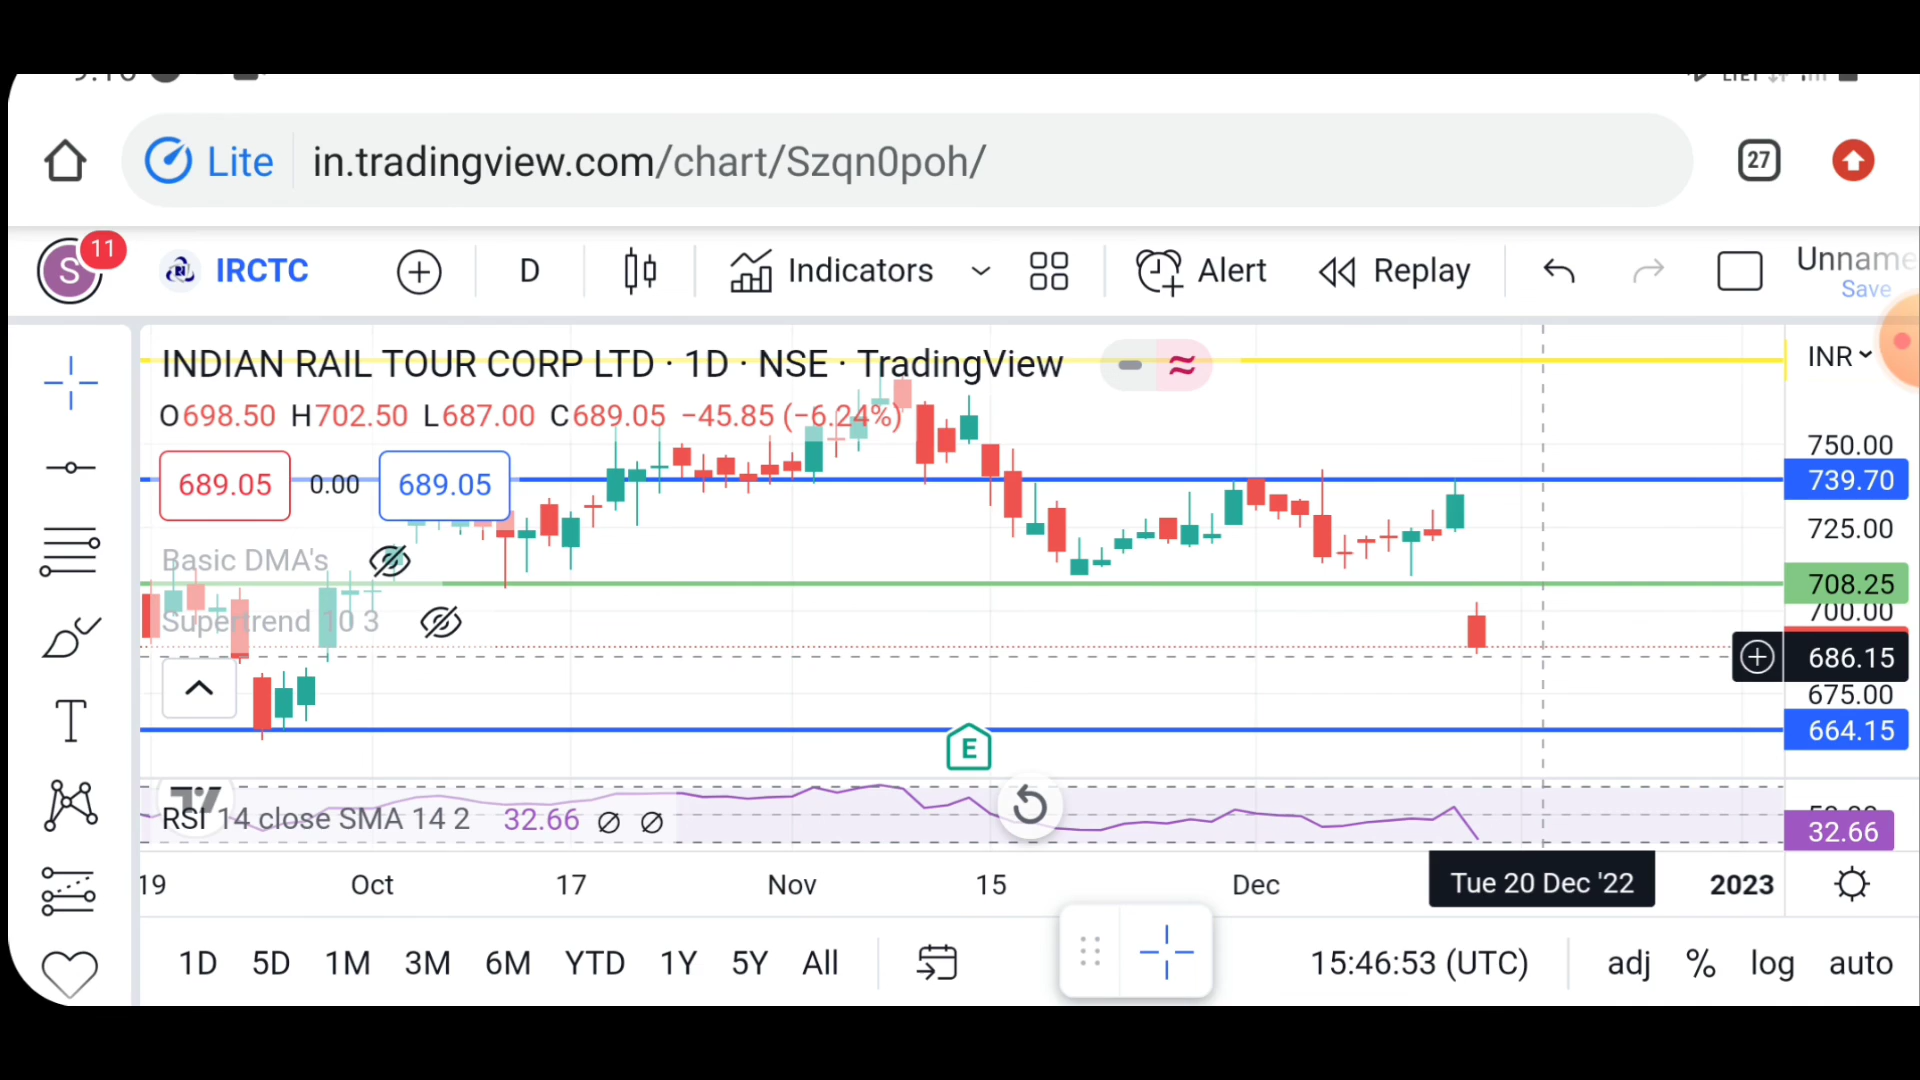 Lite in.tradingview.com/chart/Szqn0poh/ 27
S 11 IRCTC D Indicators Alert Replay Unname
Save
INDIAN RAIL TOUR CORP LTD · 1D · NSE · TradingView INR
O698.50 H702.50 L687.00 C689.05 −45.85 (−6.24%)
750.00
689.05 0.00 689.05 739.70
725.00
Basic DMA's
708.25
700.00
Supertrend 10 3
686.15
675.00
664.15
E
RSI 14 close SMA 14 2 32.66 ∅ ∅
32.66
19 Oct 17 Nov 15 Dec Tue 20 Dec '22 2023
1D 5D 1M 3M 6M YTD 1Y 5Y All 15:46:53 (UTC) adj % log auto